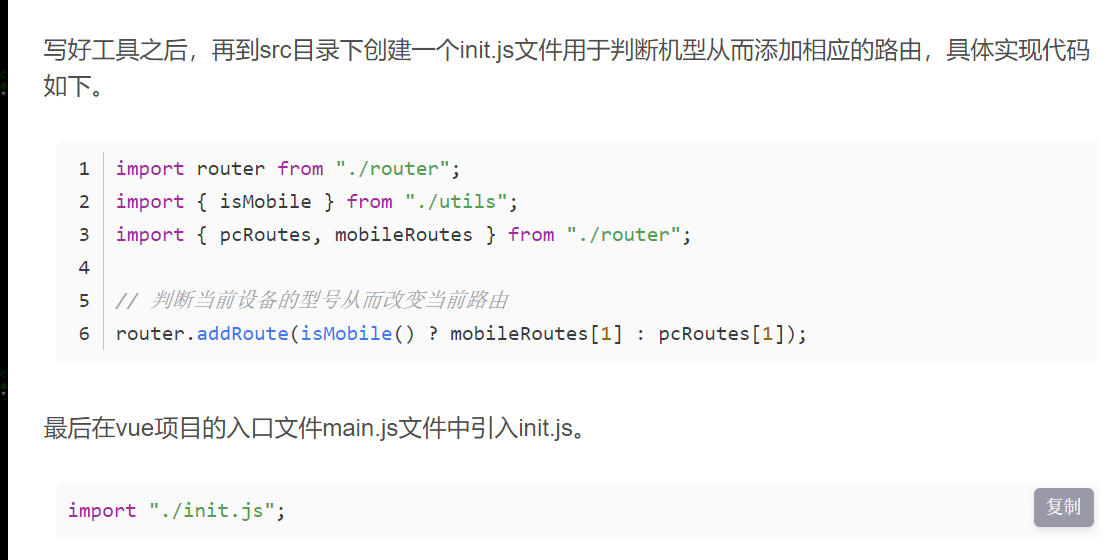 写好工具之后，再到src目录下创建一个init.js文件用于判断机型从而添加相应的路由，具体实现代码
如下。
1 import router from "./router";
2 import { isMobile } from "./utils";
3 import { pcRoutes, mobileRoutes } from "./router";
4
5 // 判断当前设备的型号从而改变当前路由
6 router.addRoute(isMobile() ? mobileRoutes[1] : pcRoutes[1]);
最后在vue项目的入口文件main.js文件中引入init.js。
import "./init.js";
复制